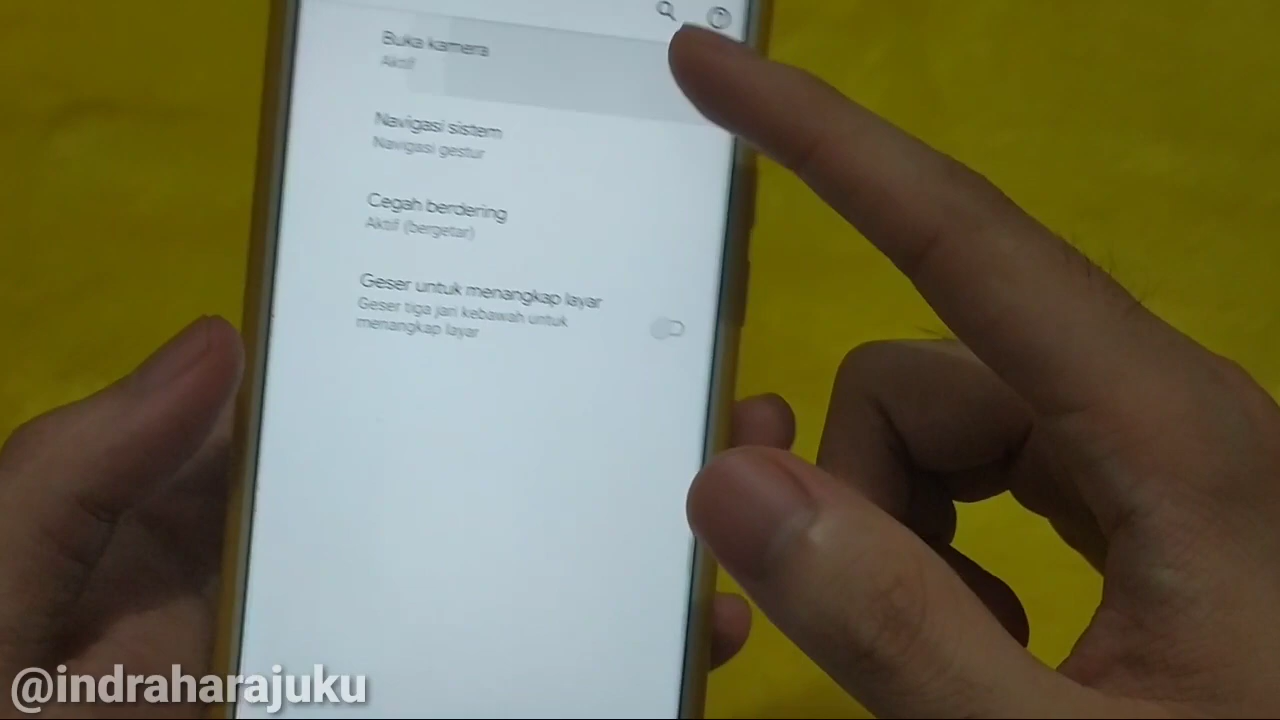 Buka kamera
Aktif
Navigasi sistem
Navigasi gestur
Cegah berdering
Aktif (bergetar)
Geser untuk menangkap layar
Geser tiga jari kebawah untuk
menangkap layar
@indraharajuku